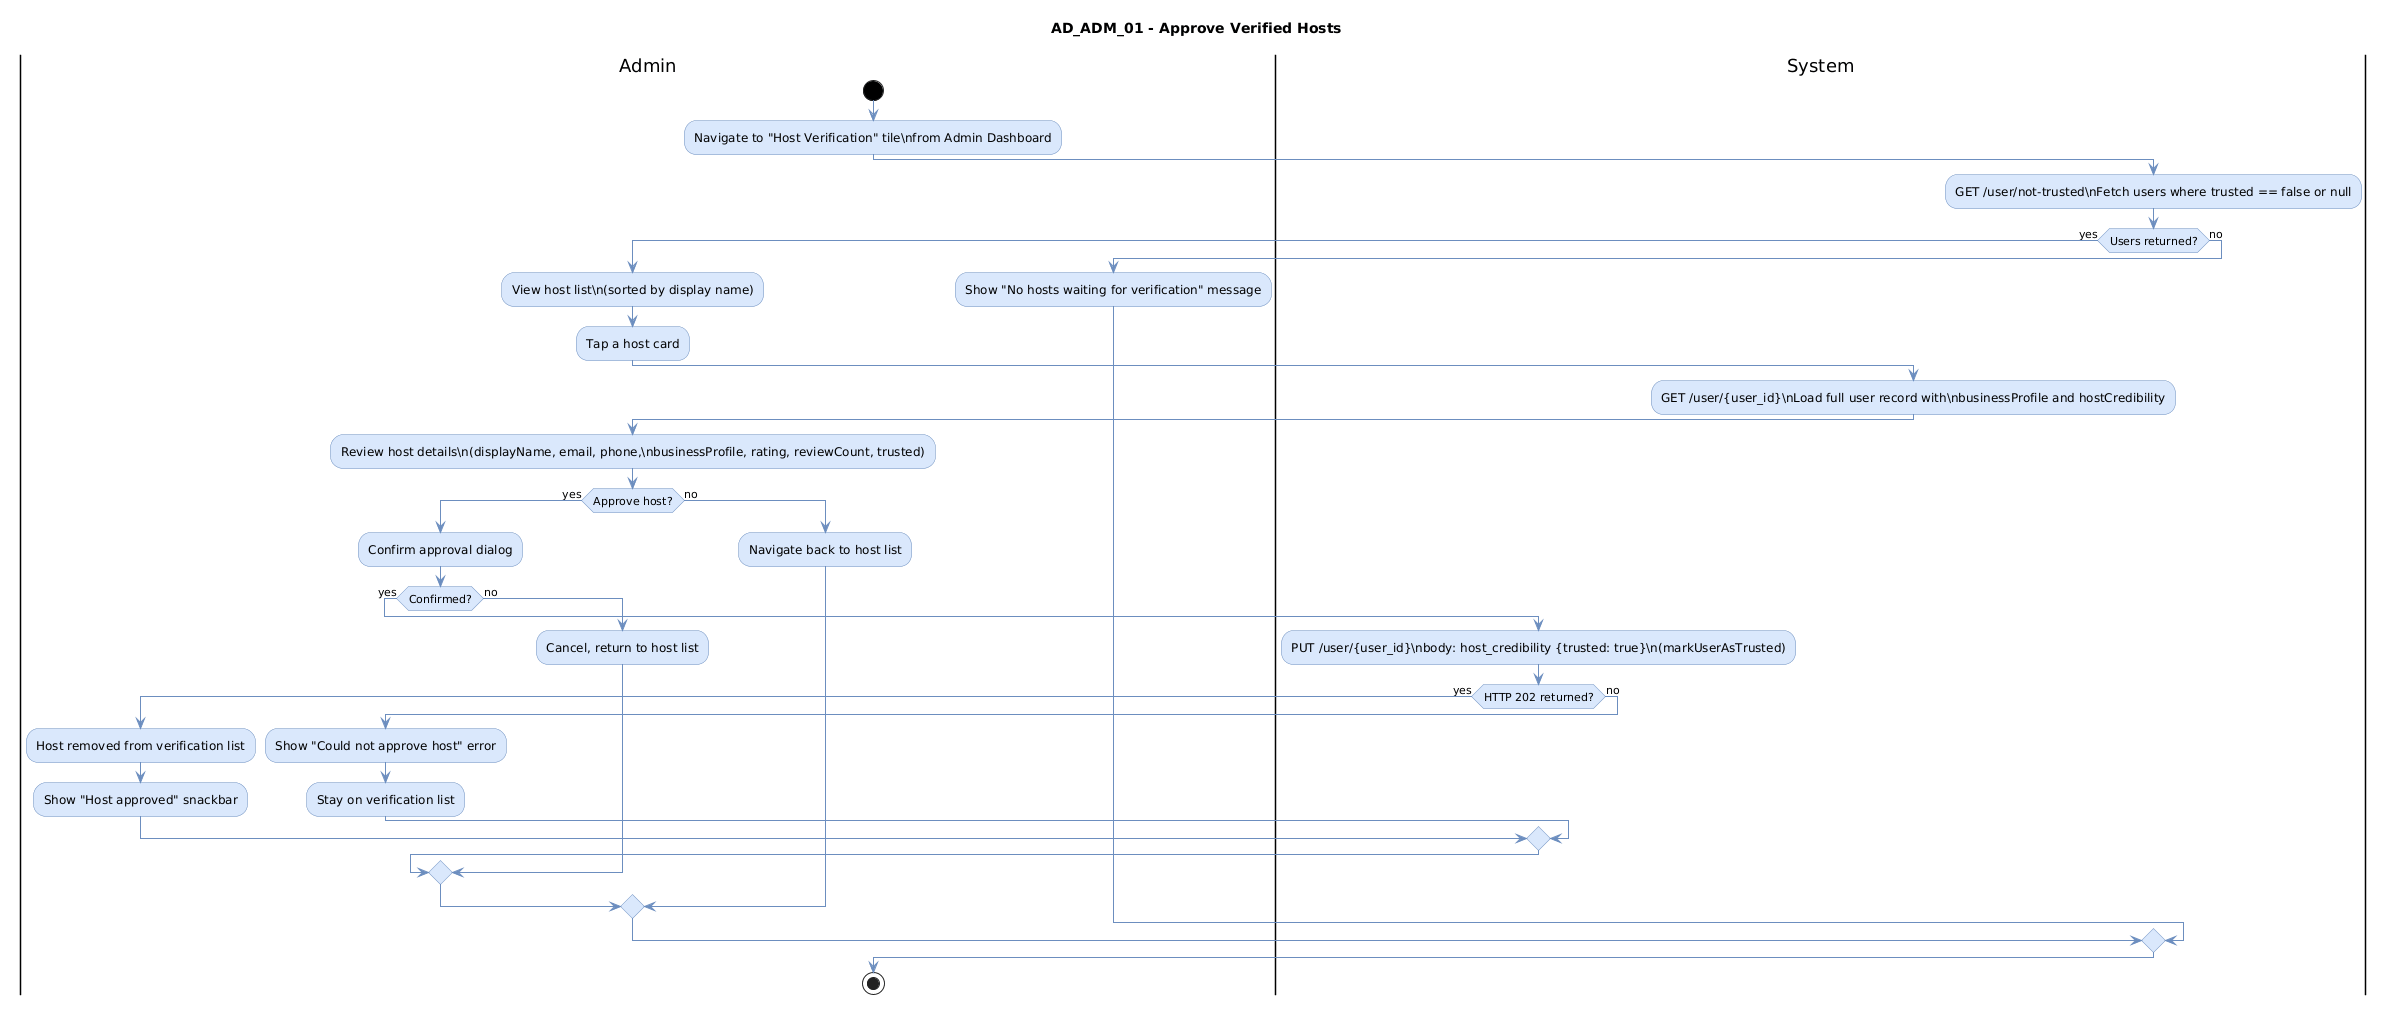 AD_ADM_01 - Approve Verified Hosts
Admin
System
Navigate to "Host Verification" tile\nfrom Admin Dashboard
GET /user/not-trusted\nFetch users where trusted == false or null
yes
Users returned?
no
View host list\n(sorted by display name)
Show "No hosts waiting for verification" message
Tap a host card
GET /user/{user_id}\nLoad full user record with\nbusinessProfile and hostCredibility
Review host details\n(displayName, email, phone,\nbusinessProfile, rating, reviewCount, trusted)
yes
Approve host?
no
Confirm approval dialog
Navigate back to host list
yes
Confirmed?
no
Cancel, return to host list
PUT /user/{user_id}\nbody: host_credibility {trusted: true}\n(markUserAsTrusted)
yes
HTTP 202 returned?
no
Host removed from verification list
Show "Could not approve host" error
Show "Host approved" snackbar
Stay on verification list